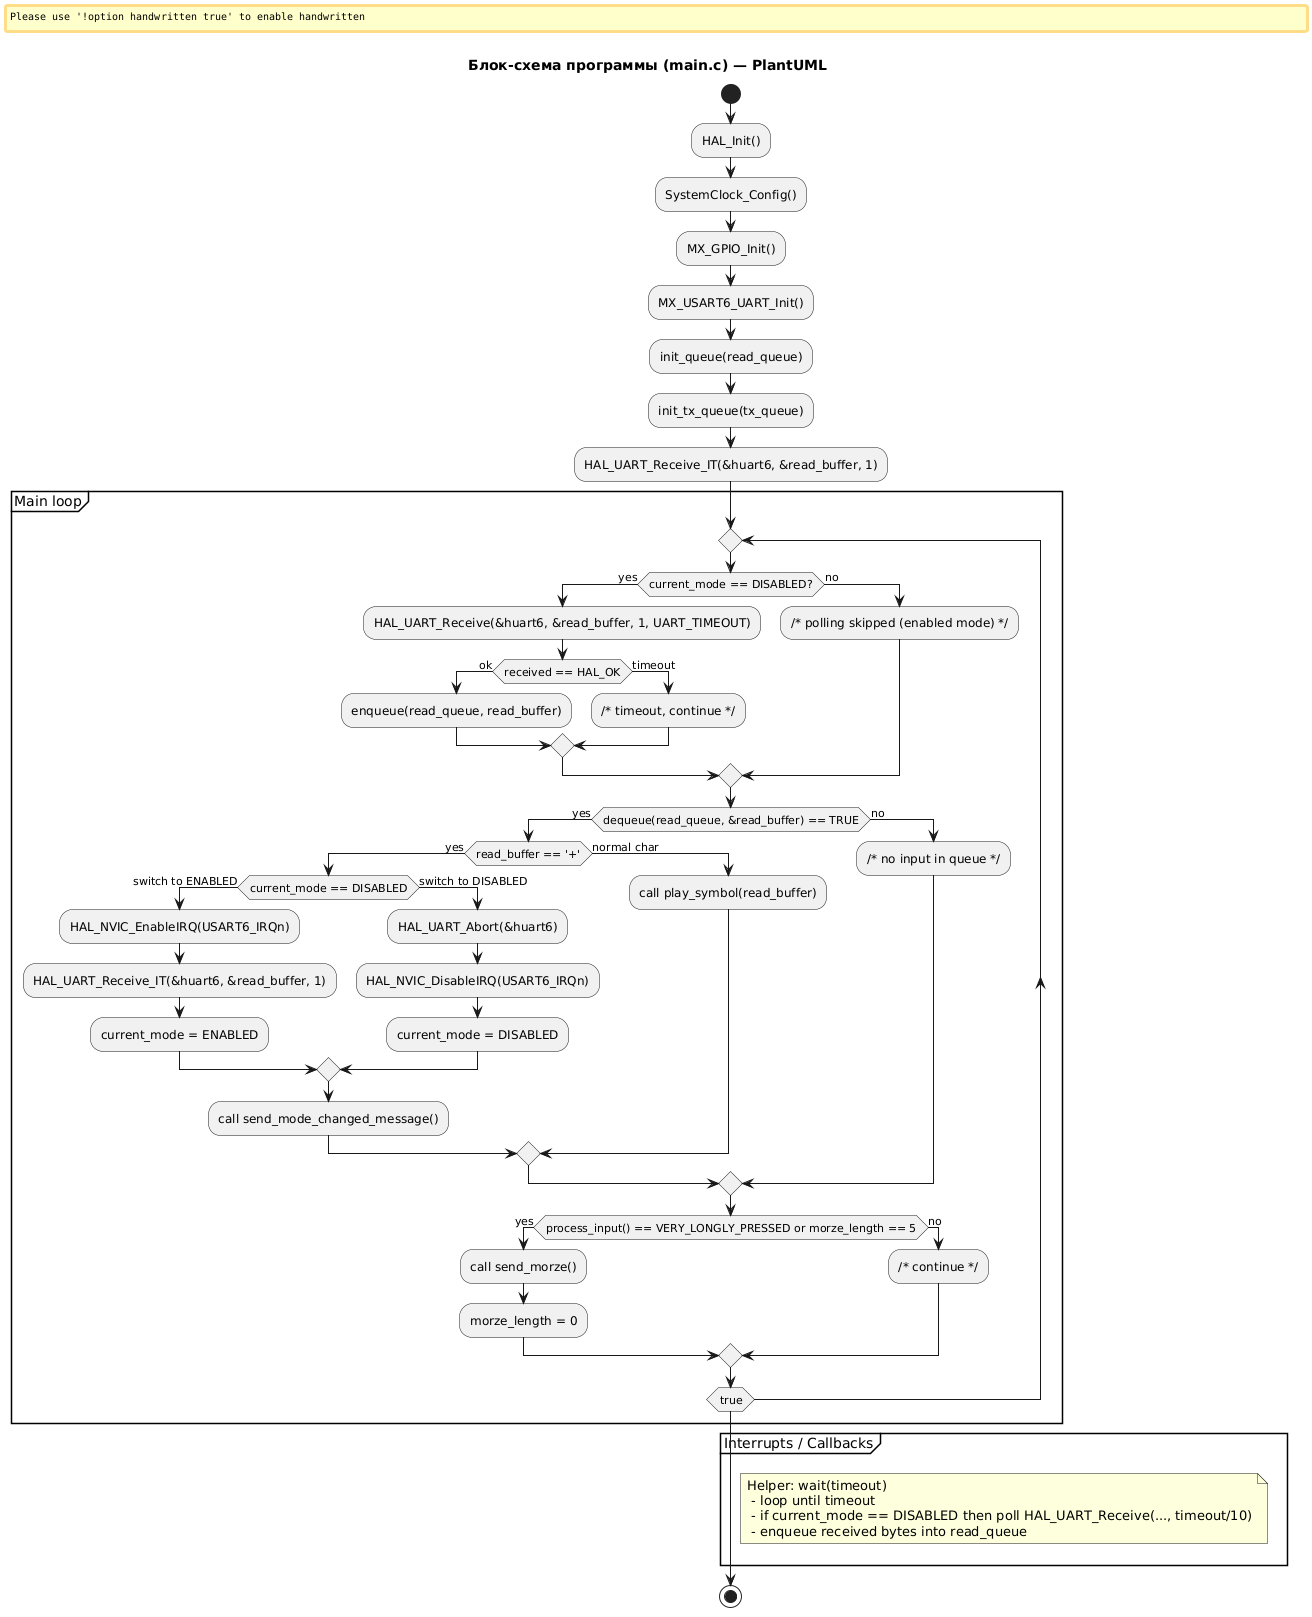 Please use '!option handwritten true' to enable handwritten
Блок-схема программы (main.c) — PlantUML
HAL_Init()
SystemClock_Config()
MX_GPIO_Init()
MX_USART6_UART_Init()
init_queue(read_queue)
init_tx_queue(tx_queue)
HAL_UART_Receive_IT(&huart6, &read_buffer, 1)
Main loop
yes
current_mode == DISABLED?
no
HAL_UART_Receive(&huart6, &read_buffer, 1, UART_TIMEOUT)
/* polling skipped (enabled mode) */
ok
received == HAL_OK
timeout
enqueue(read_queue, read_buffer)
/* timeout, continue */
yes
dequeue(read_queue, &read_buffer) == TRUE
no
yes
read_buffer == '+'
normal char
/* no input in queue */
switch to ENABLED
current_mode == DISABLED
switch to DISABLED
call play_symbol(read_buffer)
HAL_NVIC_EnableIRQ(USART6_IRQn)
HAL_UART_Abort(&huart6)
HAL_UART_Receive_IT(&huart6, &read_buffer, 1)
HAL_NVIC_DisableIRQ(USART6_IRQn)
current_mode = ENABLED
current_mode = DISABLED
call send_mode_changed_message()
yes
process_input() == VERY_LONGLY_PRESSED or morze_length == 5
no
call send_morze()
/* continue */
morze_length = 0
true
Interrupts / Callbacks
Helper: wait(timeout)
- loop until timeout
- if current_mode == DISABLED then poll HAL_UART_Receive(..., timeout/10)
- enqueue received bytes into read_queue